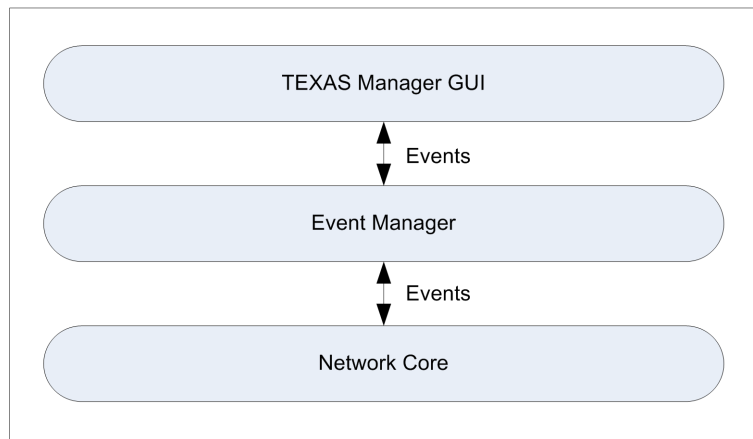 TEXAS Manager GUI
Events
Event Manager
Events
Network Core